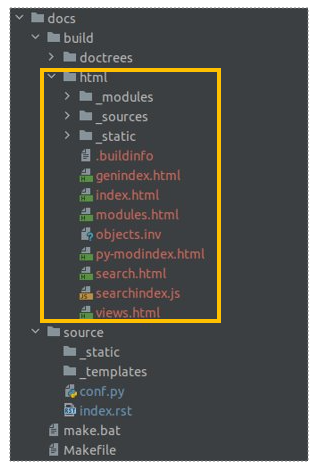 docs
build
doctrees
html
_modules
_sources
_static
.buildinfo
genindex.html
index.html
modules.html
objects.inv
py-modindex.html
search.html
searchindex.js
views.html
source
_static
_templates
conf.py
index.rst
make.bat
Makefile